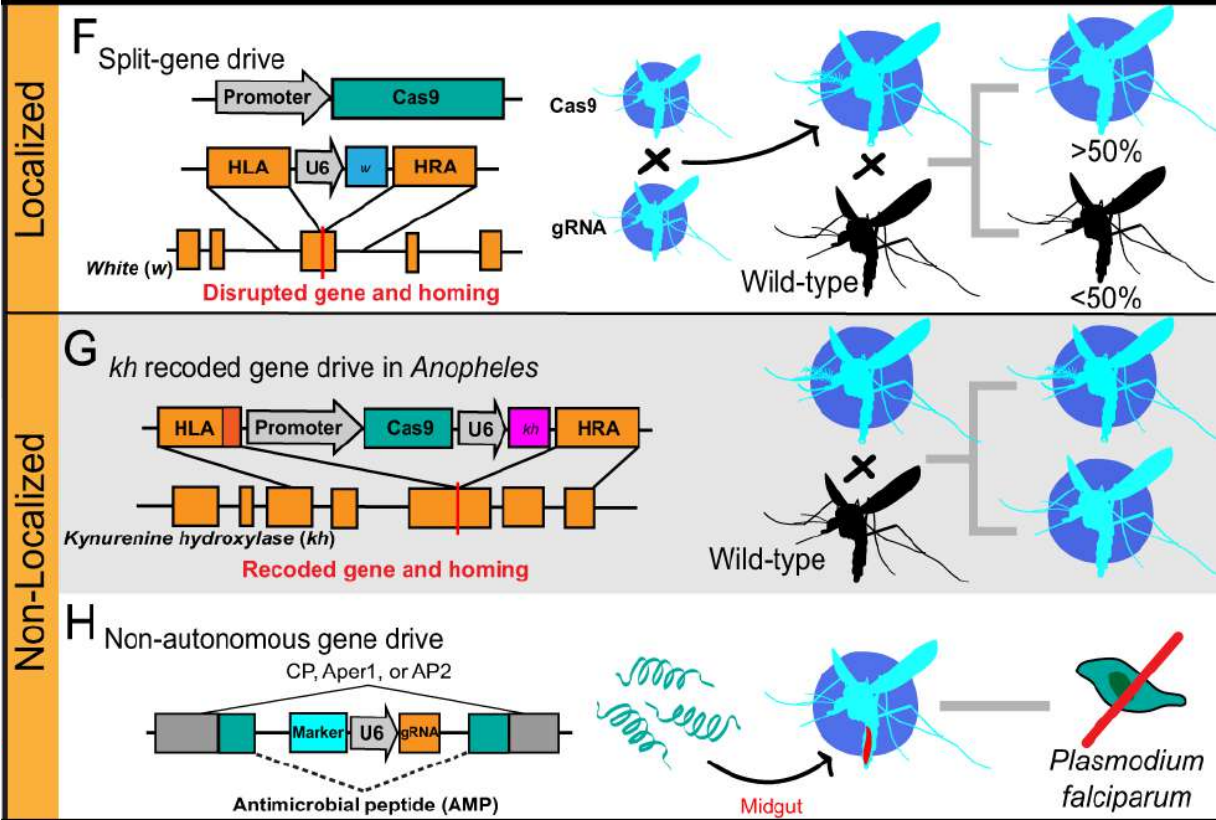 Localized
F
Split-gene drive
Promoter
Cas9
HLA
U6
w
HRA
White (w)
Disrupted gene and homing
Cas9
gRNA
Wild-type
>50%
<50%
Non-Localized
G
kh recoded gene drive in Anopheles
HLA
Promoter
Cas9
U6
kh
HRA
Kynurenine hydroxylase (kh)
Recoded gene and homing
Wild-type
H
Non-autonomous gene drive
CP, Aper1, or AP2
Marker
U6
gRNA
Antimicrobial peptide (AMP)
Midgut
Plasmodium
falciparum